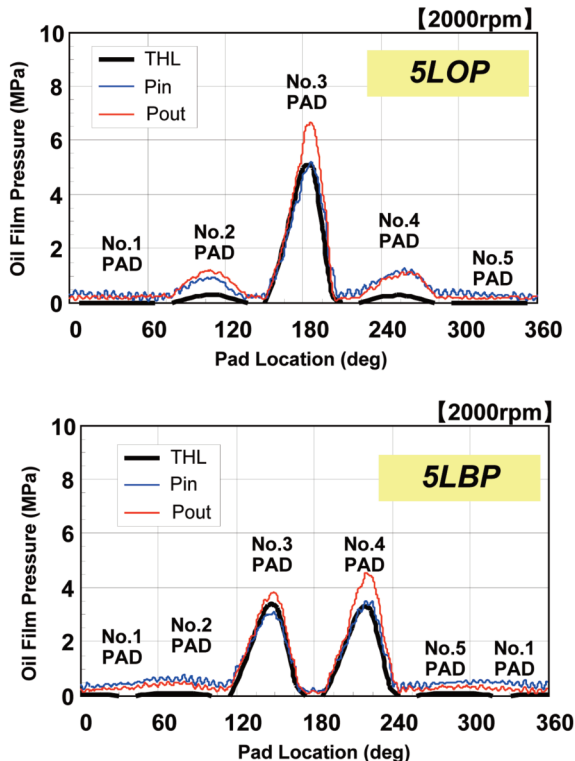 【2000rpm】
10
8
6
4
2
0
Oil Film Pressure (MPa)
THL
Pin
Pout
5LOP
No.1
PAD
No.2
PAD
No.3
PAD
No.4
PAD
No.5
PAD
0 60 120 180 240 300 360
Pad Location (deg)
【2000rpm】
10
8
6
4
2
0
Oil Film Pressure (MPa)
THL
Pin
Pout
5LBP
No.1
PAD
No.2
PAD
No.3
PAD
No.4
PAD
No.5
PAD
No.1
PAD
0 60 120 180 240 300 360
Pad Location (deg)